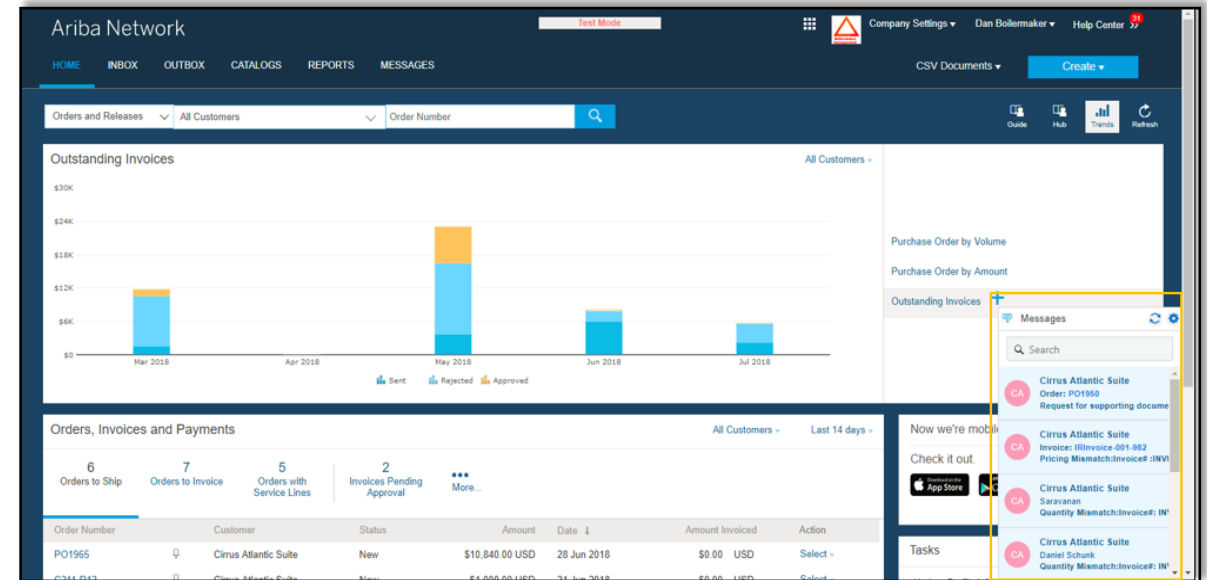 Ariba Network
Test Mode
Company Settings
Dan Boilermaker
Help Center
31
HOME INBOX OUTBOX CATALOGS REPORTS MESSAGES
CSV Documents
Create
Orders and Releases
All Customers
Order Number
Guide
Hub
Trends
Refresh
Outstanding Invoices
All Customers
$30K
$24K
$18K
$12K
$6K
$0
Mar 2018
Apr 2018
May 2018
Jun 2018
Jul 2018
Sent
Rejected
Approved
Purchase Order by Volume
Purchase Order by Amount
Outstanding Invoices
Messages
Search
CA
Cirrus Atlantic Suite
Order: PO1950
Request for supporting docume
CA
Cirrus Atlantic Suite
Invoice: IRInvoice-001-982
Pricing Mismatch:Invoice# :INVI
CA
Cirrus Atlantic Suite
Saravanan
Quantity Mismatch:Invoice#: IN
CA
Cirrus Atlantic Suite
Daniel Schunk
Quantity Mismatch:Invoice#: IN
Orders, Invoices and Payments
All Customers
Last 14 days
6
Orders to Ship
7
Orders to Invoice
5
Orders with
Service Lines
2
Invoices Pending
Approval
More...
Order Number Customer Status Amount Date ↓ Amount Invoiced Action
PO1965 Cirrus Atlantic Suite New $10,840.00 USD 28 Jun 2018 $0.00 USD Select
Now we're mobil
Check it out.
Download on the
App Store
Tasks